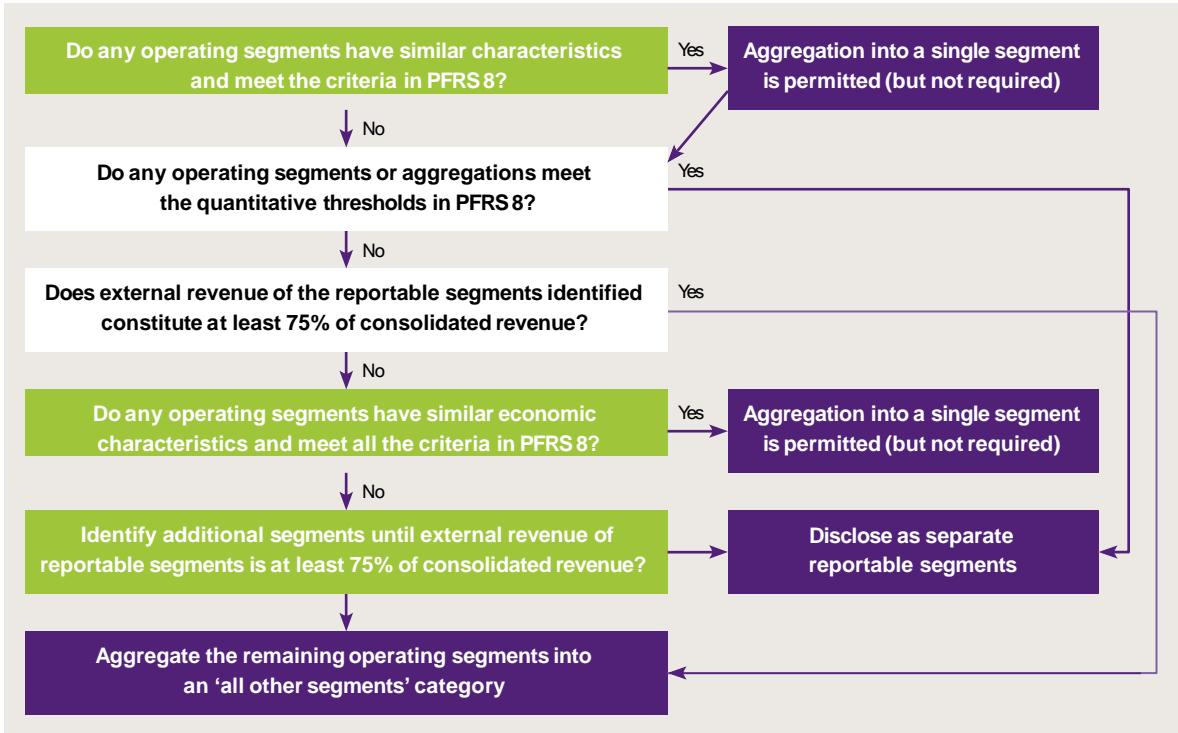 Do any operating segments have similar characteristics
and meet the criteria in PFRS 8?
Yes
Aggregation into a single segment
is permitted (but not required)
No
Do any operating segments or aggregations meet
the quantitative thresholds in PFRS 8?
Yes
No
Does external revenue of the reportable segments identified
constitute at least 75% of consolidated revenue?
Yes
No
Do any operating segments have similar economic
characteristics and meet all the criteria in PFRS 8?
Yes
Aggregation into a single segment
is permitted (but not required)
No
Identify additional segments until external revenue of
reportable segments is at least 75% of consolidated revenue?
Disclose as separate
reportable segments
Aggregate the remaining operating segments into
an ‘all other segments’ category